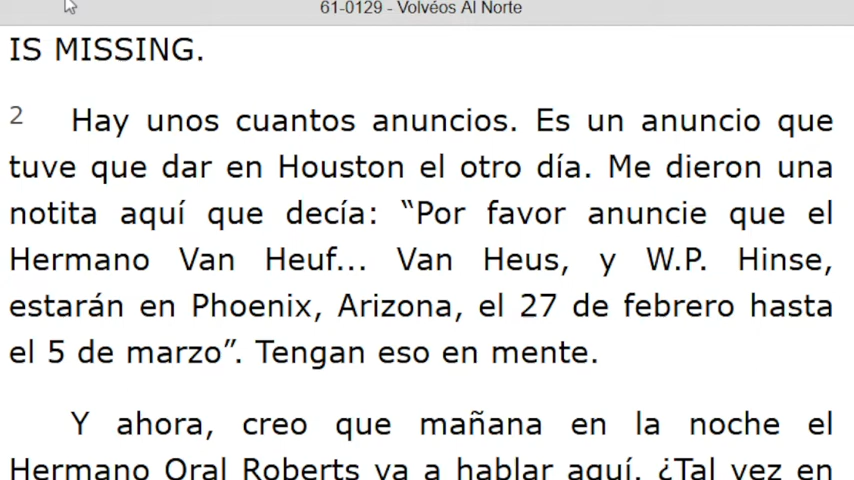 61-0129 - Volvéos Al Norte
IS MISSING.
2 Hay unos cuantos anuncios. Es un anuncio que
tuve que dar en Houston el otro día. Me dieron una
notita aquí que decía: “Por favor anuncie que el
Hermano Van Heuf... Van Heus, y W.P. Hinse,
estarán en Phoenix, Arizona, el 27 de febrero hasta
el 5 de marzo”. Tengan eso en mente.
Y ahora, creo que mañana en la noche el
Hermano Oral Roberts va a hablar aquí. ¿Tal vez en